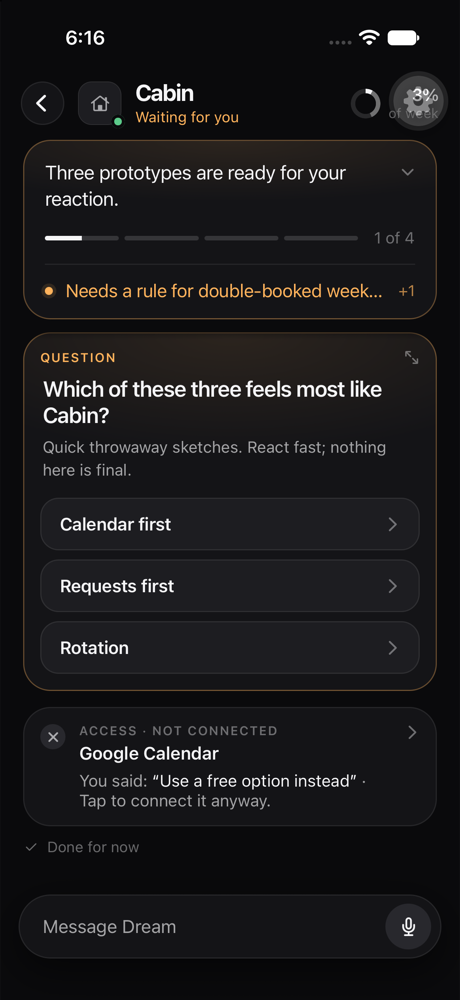 6:16
Cabin
Waiting for you
3%
of week
Three prototypes are ready for your
reaction.
1 of 4
Needs a rule for double-booked week...
+1
QUESTION
Which of these three feels most like
Cabin?
Quick throwaway sketches. React fast; nothing
here is final.
Calendar first
Requests first
Rotation
ACCESS · NOT CONNECTED
Google Calendar
You said: “Use a free option instead” ·
Tap to connect it anyway.
Done for now
Message Dream